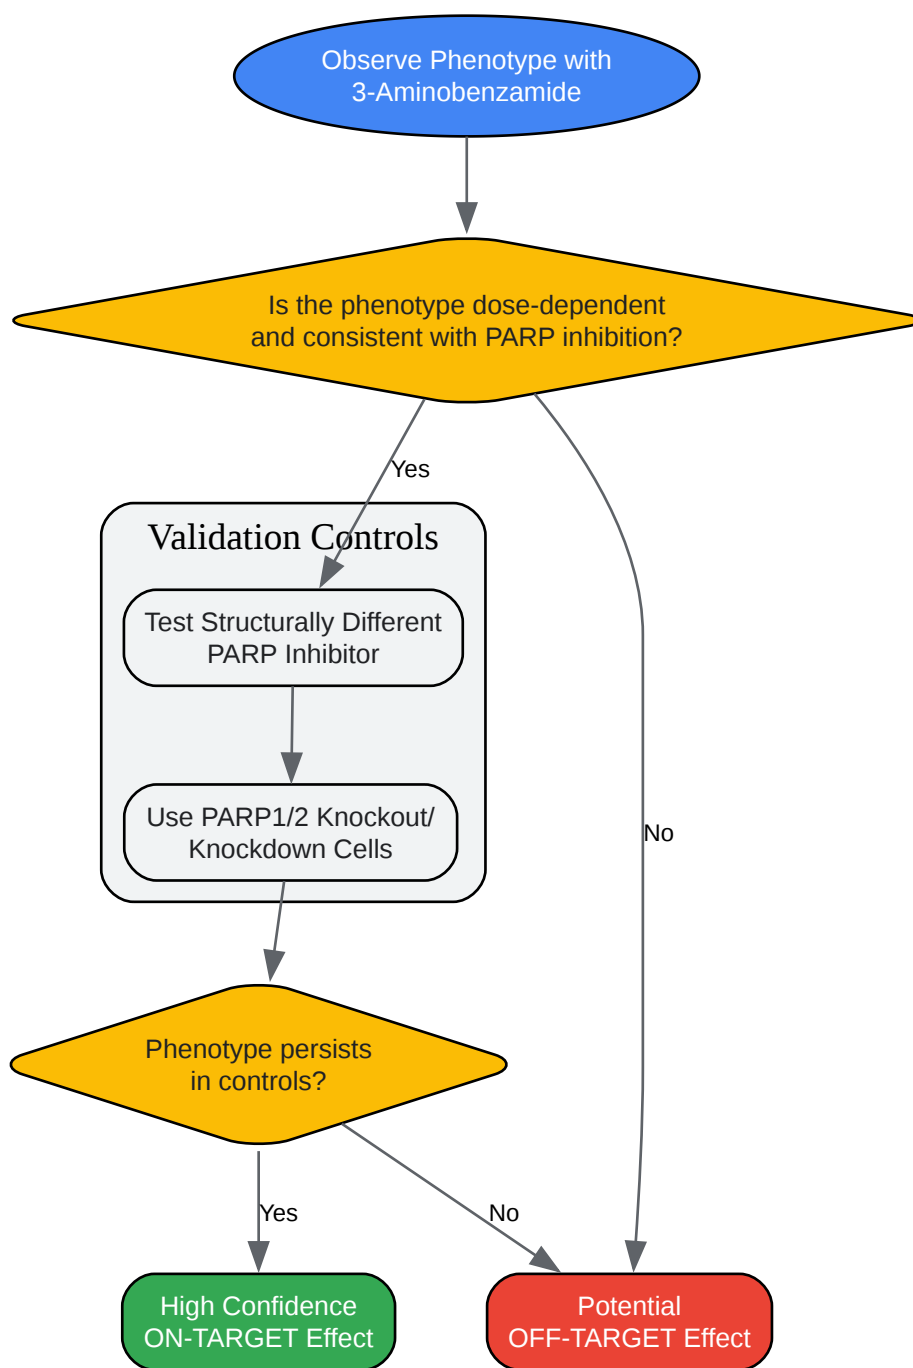 Observe Phenotype with
3-Aminobenzamide
Is the phenotype dose-dependent
and consistent with PARP inhibition?
Yes
Validation Controls
Test Structurally Different
PARP Inhibitor
Use PARP1/2 Knockout/
Knockdown Cells
No
Phenotype persists
in controls?
Yes
No
High Confidence
ON-TARGET Effect
Potential
OFF-TARGET Effect